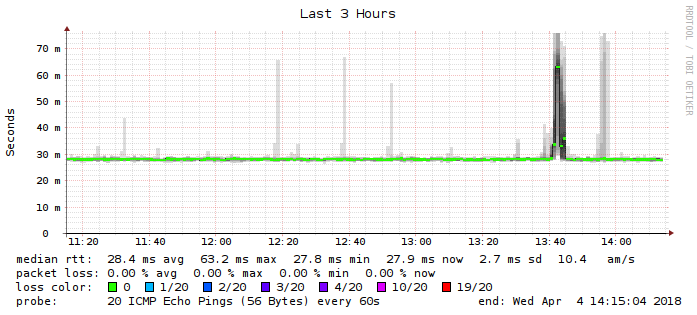 Last 3 Hours
RRDTOOL / TOBI OETIKER
Seconds
70 m
60 m
50 m
40 m
30 m
20 m
10 m
0
11:20 11:40 12:00 12:20 12:40 13:00 13:20 13:40 14:00
median rtt: 28.4 ms avg 63.2 ms max 27.8 ms min 27.9 ms now 2.7 ms sd 10.4 am/s
packet loss: 0.00 % avg 0.00 % max 0.00 % min 0.00 % now
loss color: 0 1/20 2/20 3/20 4/20 10/20 19/20
probe: 20 ICMP Echo Pings (56 Bytes) every 60s end: Wed Apr 4 14:15:04 2018